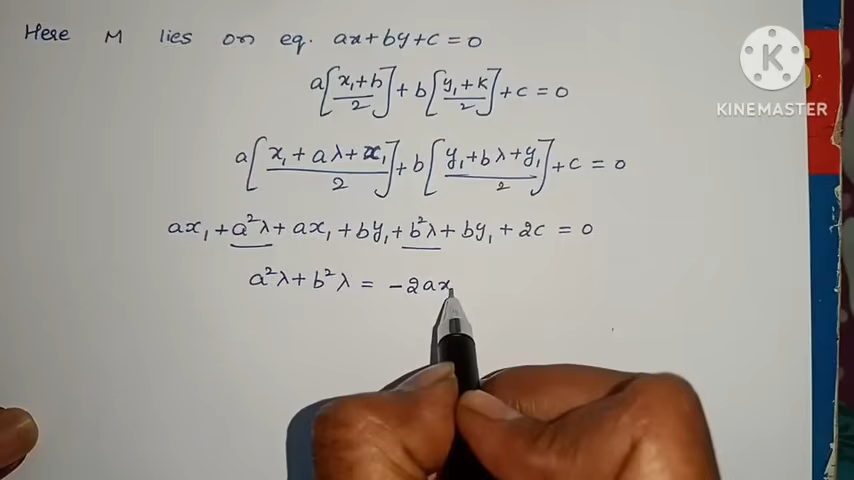 Here M lies on eq. ax+by+c=0
KINEMASTER
a[x₁+h/2]+b[y₁+k/2]+c=0
a[x₁+aλ+x₁/2]+b[y₁+bλ+y₁/2]+c=0
ax₁+a²λ+ax₁+by₁+b²λ+by₁+2c=0
a²λ+b²λ=-2ax